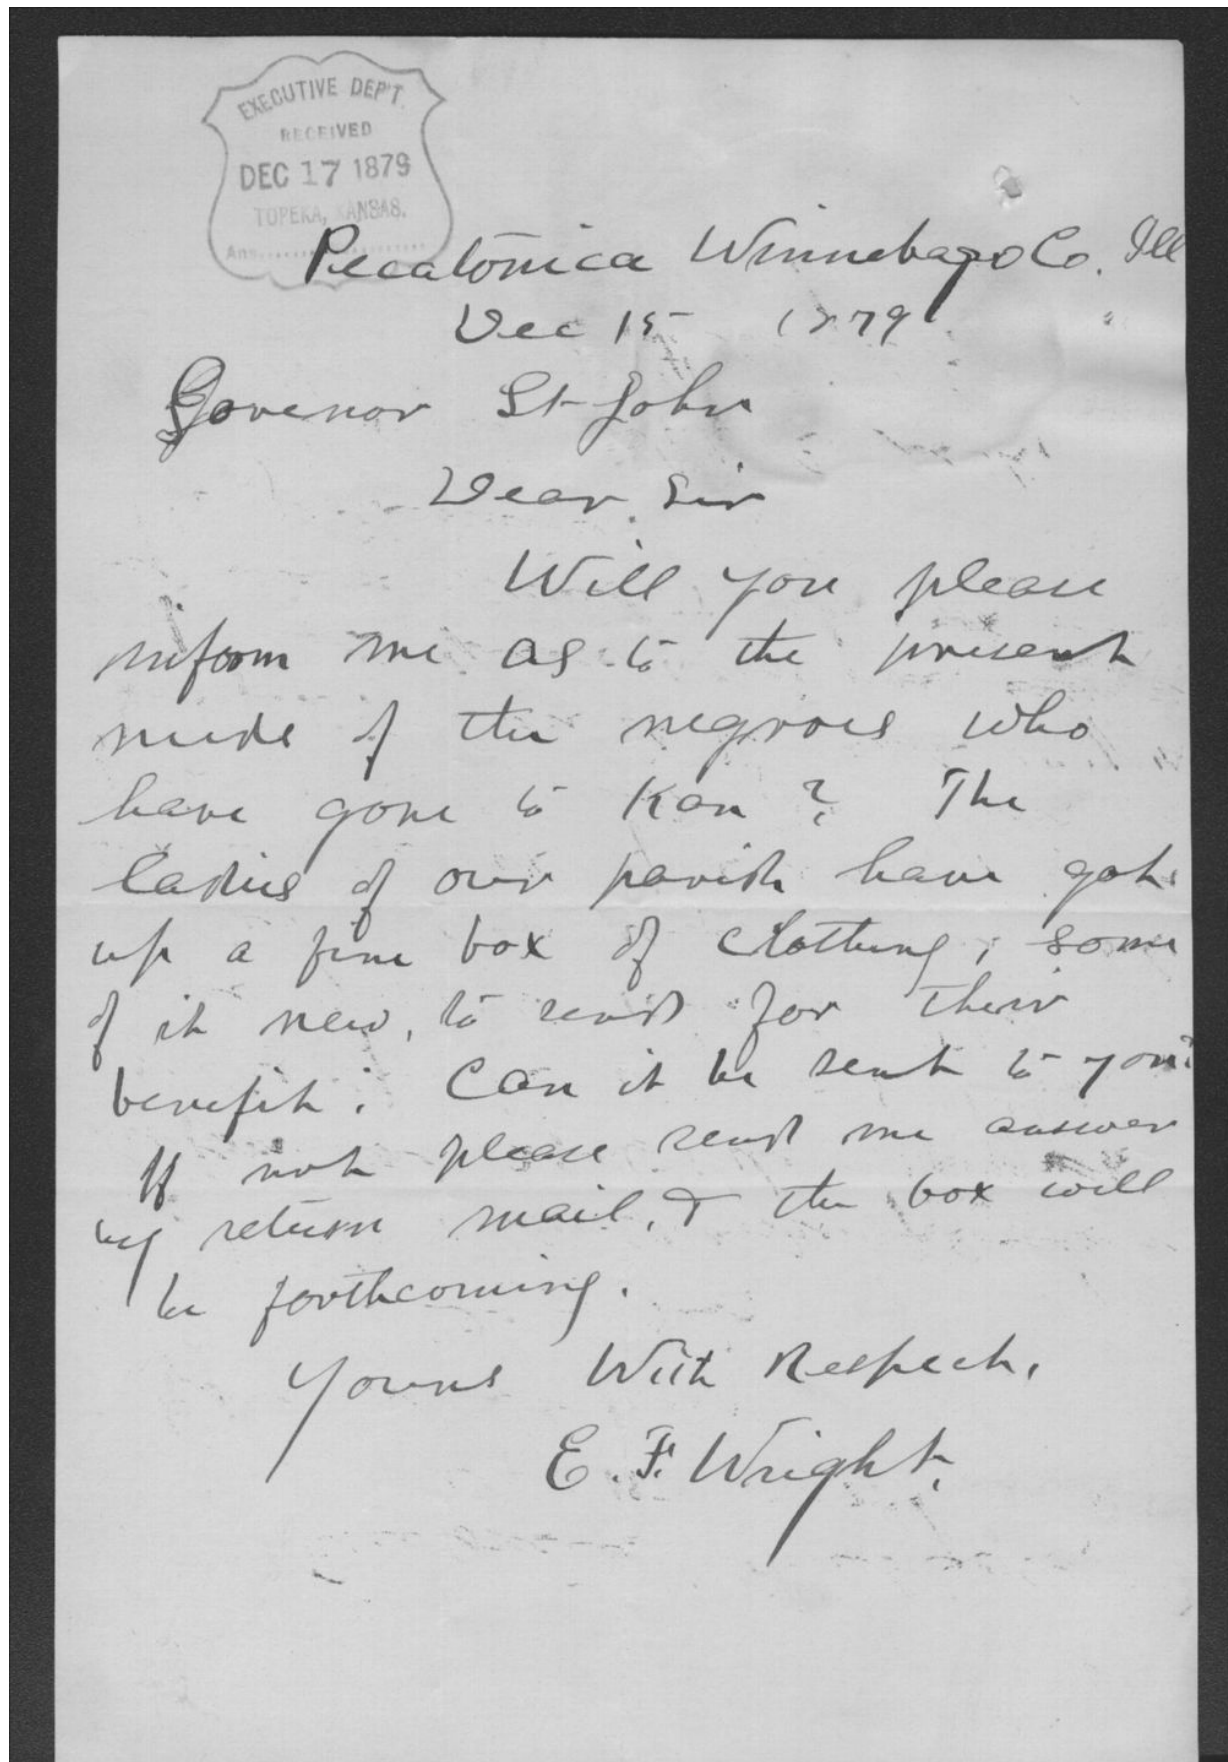 EXECUTIVE DEP'T.
RECEIVED
DEC 17 1879
TOPEKA, KANSAS.
Ans.
Pecatonica Winnebago Co. Ill
Dec 15 1879
Govenor St John
Dear Sir
Will you please
inform me as to the present
needs of the negroes who
have gone to Kan? The
ladies of our parish have got
up a fine box of clothing, some
of it new, to send for their
benefit. Can it be sent to you?
If not please send me answer
by return mail, & the box will
be forthcoming.
Yours With Respect,
E. F. Wright.